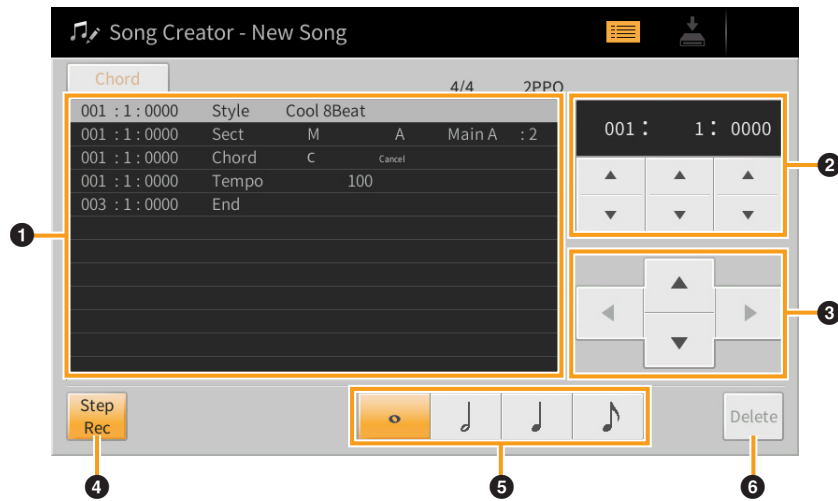 Song Creator - New Song
Chord
4/4 2PPQ
001 : 1 : 0000 Style Cool 8Beat
001 : 1 : 0000 Sect M A Main A : 2
001 : 1 : 0000 Chord C Cancel
001 : 1 : 0000 Tempo 100
003 : 1 : 0000 End
001 : 1 : 0000
1
2
3
Step
Rec
Delete
4
5
6